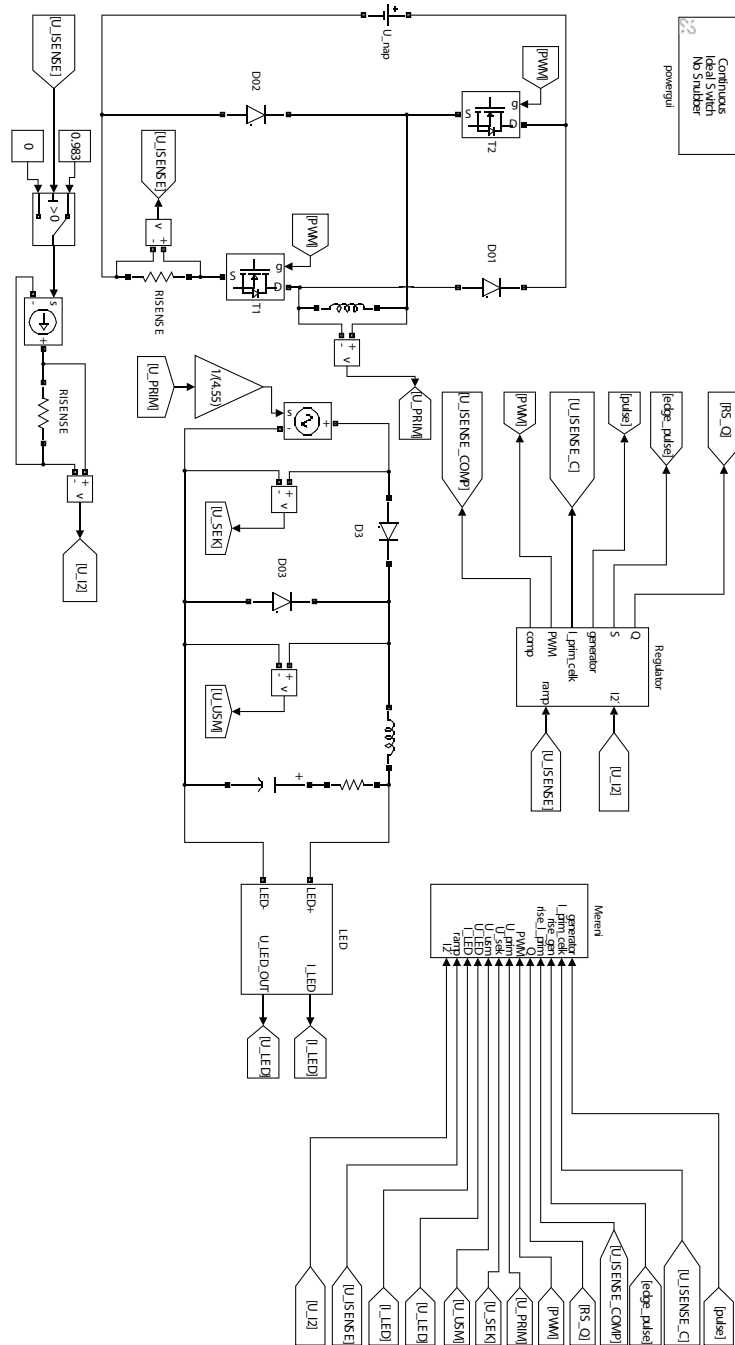 Continuous
Ideal Switch
No Snubber
powergui
U_nap
[PWM]
g
D
S
T2
D01
D02
[U_ISENSE]
v
+
-
RISENSE
[PWM]
g
D
S
T1
+
-
v
[U_PRIM]
[U_ISENSE]
0.983
0
> 0
s
-
+
RISENSE
+
-
v
[U_I2]
[U_PRIM]
1/(4.55)
s
+
-
+
-
v
[U_SEK]
D3
D03
+
-
v
[U_USM]
+
LED+
LED-
I_LED
U_LED_OUT
LED
[I_LED]
[U_LED]
[RS_Q]
[edge_pulse]
[pulse]
[U_ISENSE_C]
[PWM]
[U_ISENSE_COMP]
Q
S
generator
I_prim_celk
PWM
comp
I2'
ramp
Regulator
[U_I2]
[U_ISENSE]
Mereni
generator
I_prim_celk
rise_gen
rise_I_prim
Q
PWM
U_prim
U_sek
U_usm
U_LED
I_LED
ramp
I2'
[pulse]
[U_ISENSE_C]
[edge_pulse]
[U_ISENSE_COMP]
[RS_Q]
[PWM]
[U_PRIM]
[U_SEK]
[U_USM]
[U_LED]
[I_LED]
[U_ISENSE]
[U_I2]